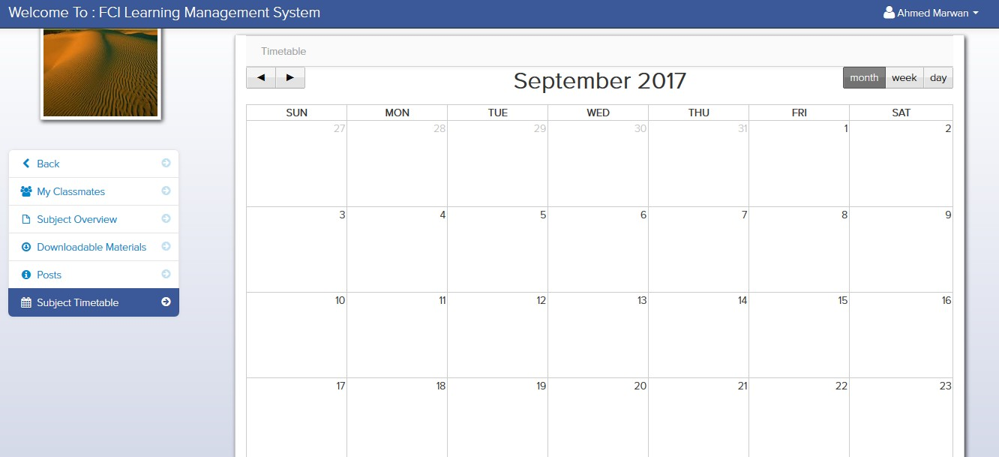 Welcome To : FCI Learning Management System
Ahmed Marwan
Back
My Classmates
Subject Overview
Downloadable Materials
Posts
Subject Timetable
Timetable
September 2017
month week day
SUN MON TUE WED THU FRI SAT
27 28 29 30 31 1 2
3 4 5 6 7 8 9
10 11 12 13 14 15 16
17 18 19 20 21 22 23